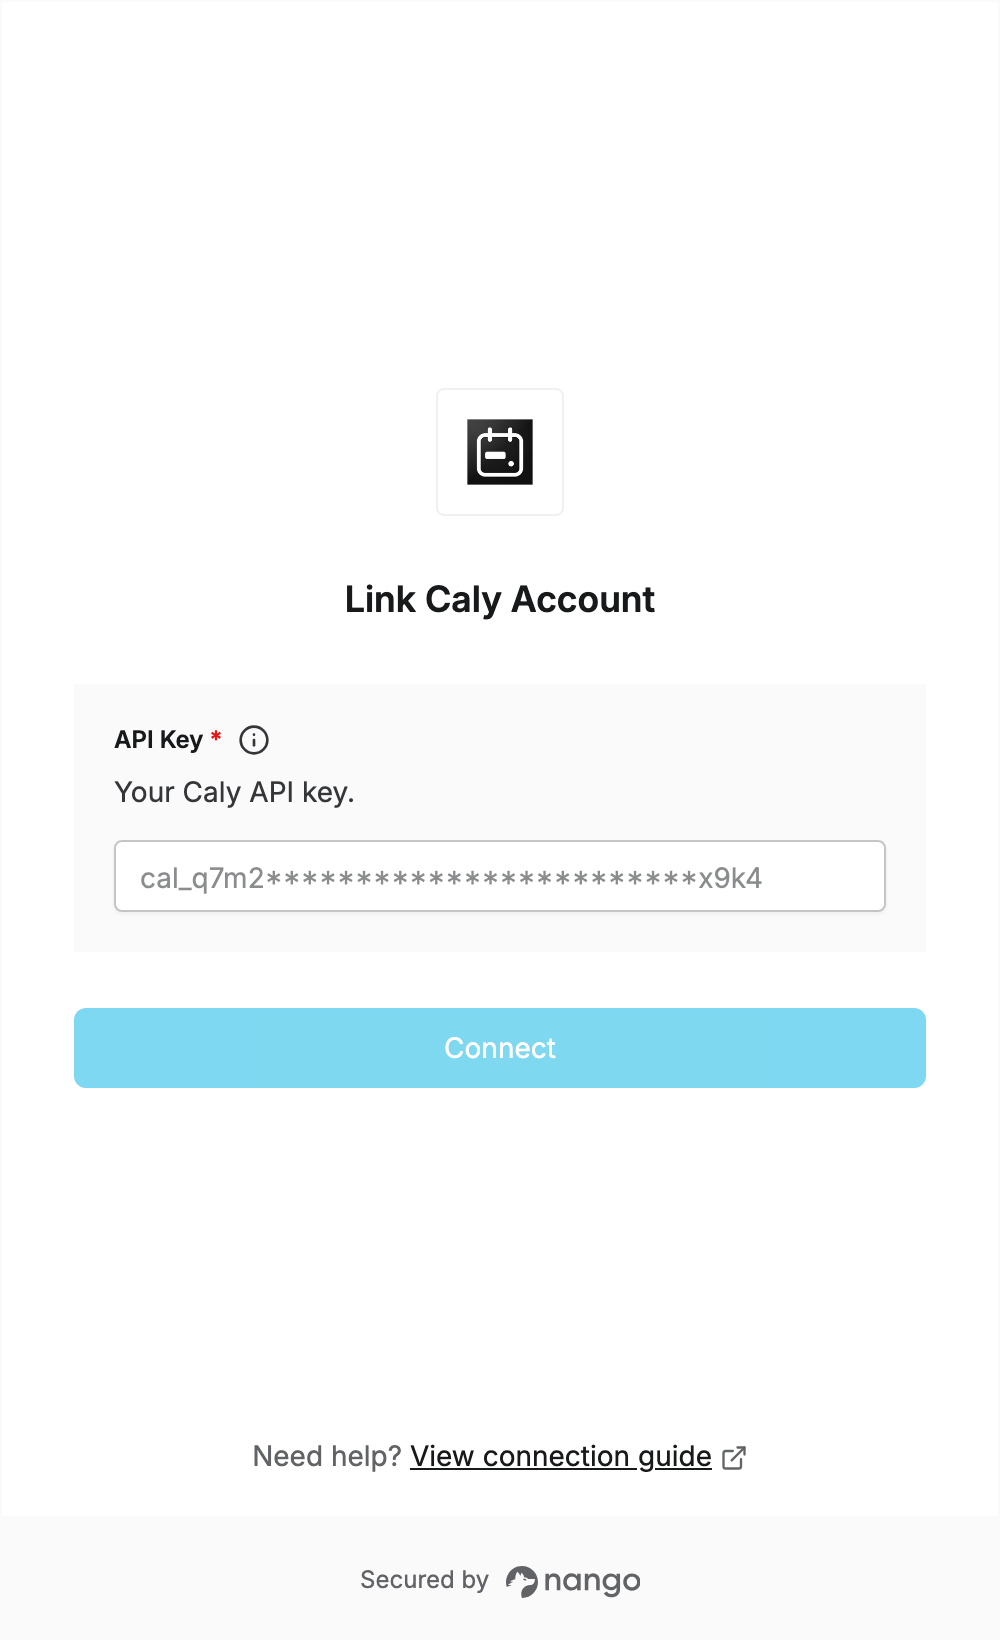 Link Caly Account
API Key *
Your Caly API key.
cal_q7m2************************x9k4
Connect
Need help? View connection guide
Secured by nango